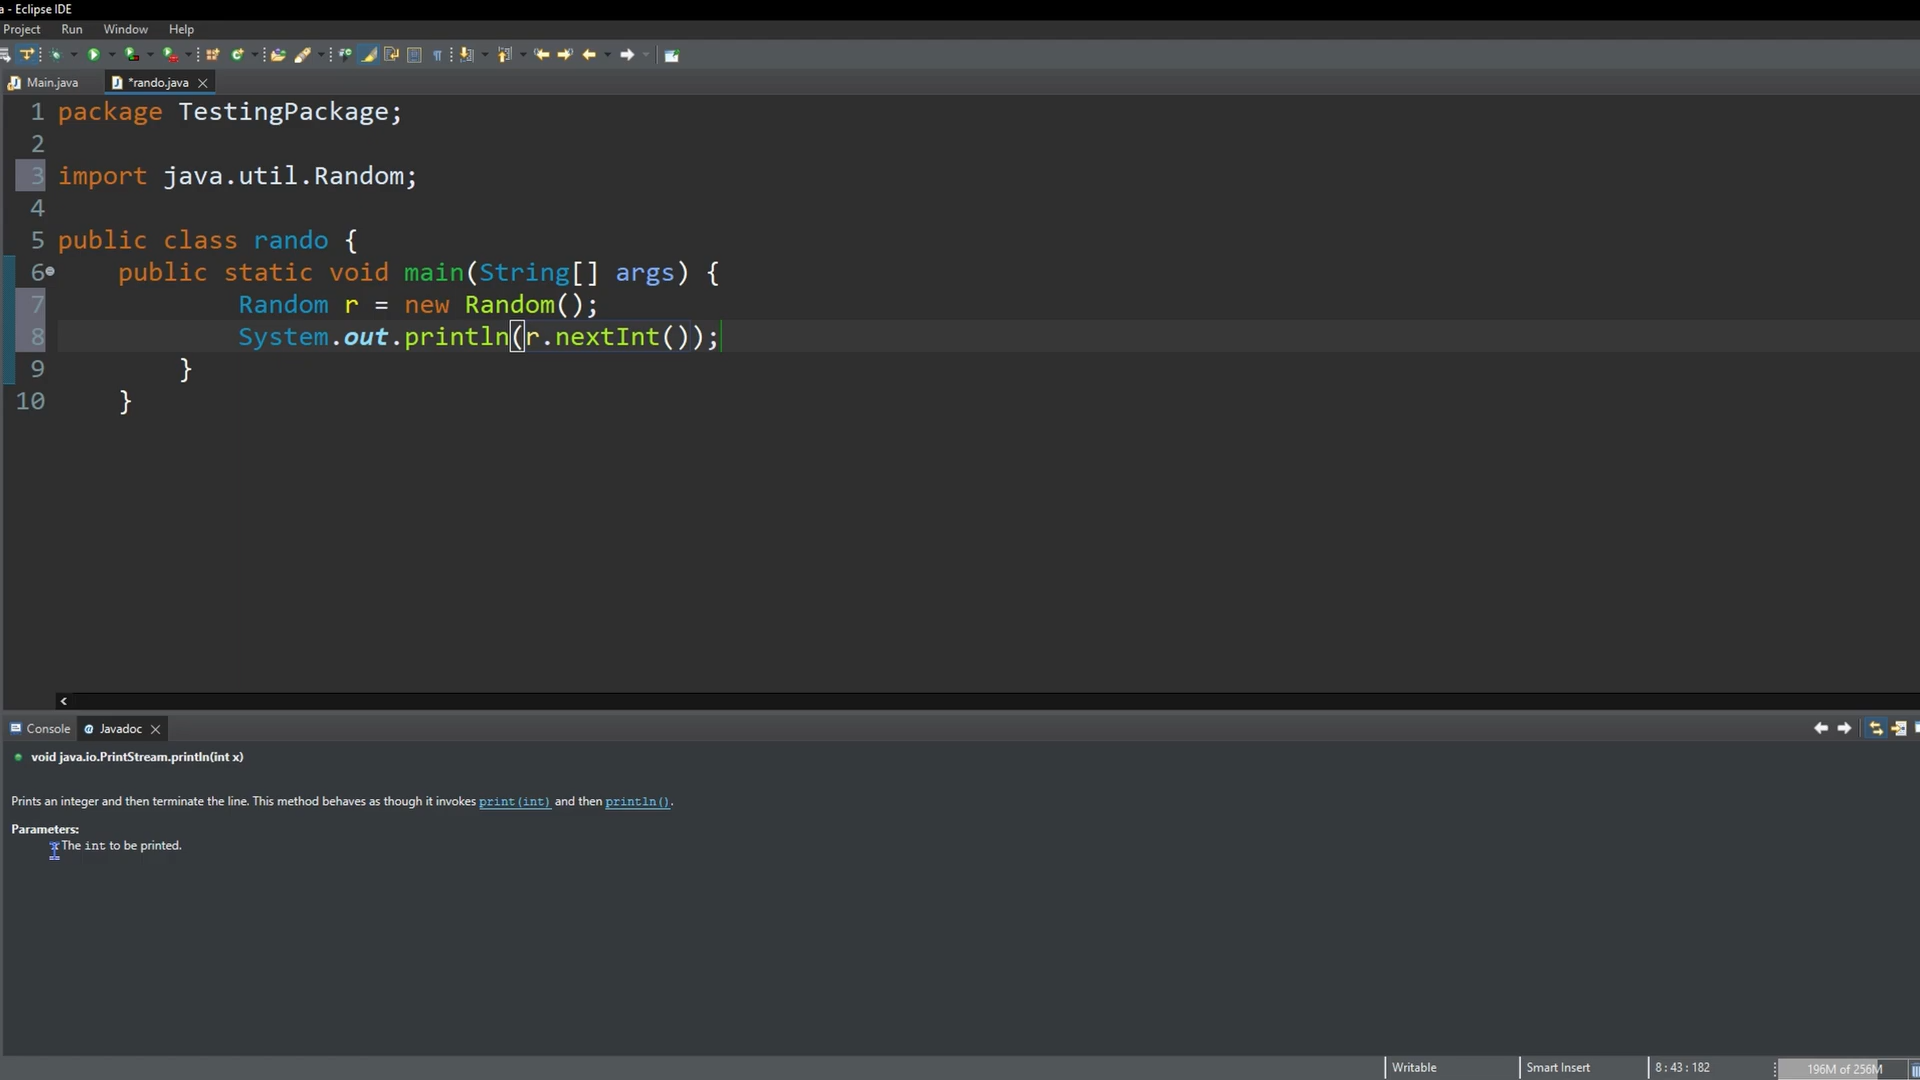 a - Eclipse IDE
Project Run Window Help
Main.java *rando.java
1 package TestingPackage;
2
3 import java.util.Random;
4
5 public class rando {
6 public static void main(String[] args) {
7 Random r = new Random();
8 System.out.println(r.nextInt());
9 }
10 }
Console Javadoc
void java.io.PrintStream.println(int x)
Prints an integer and then terminate the line. This method behaves as though it invokes print(int) and then println().
Parameters:
The int to be printed.
Writable Smart Insert 8 : 43 : 182 196M of 256M